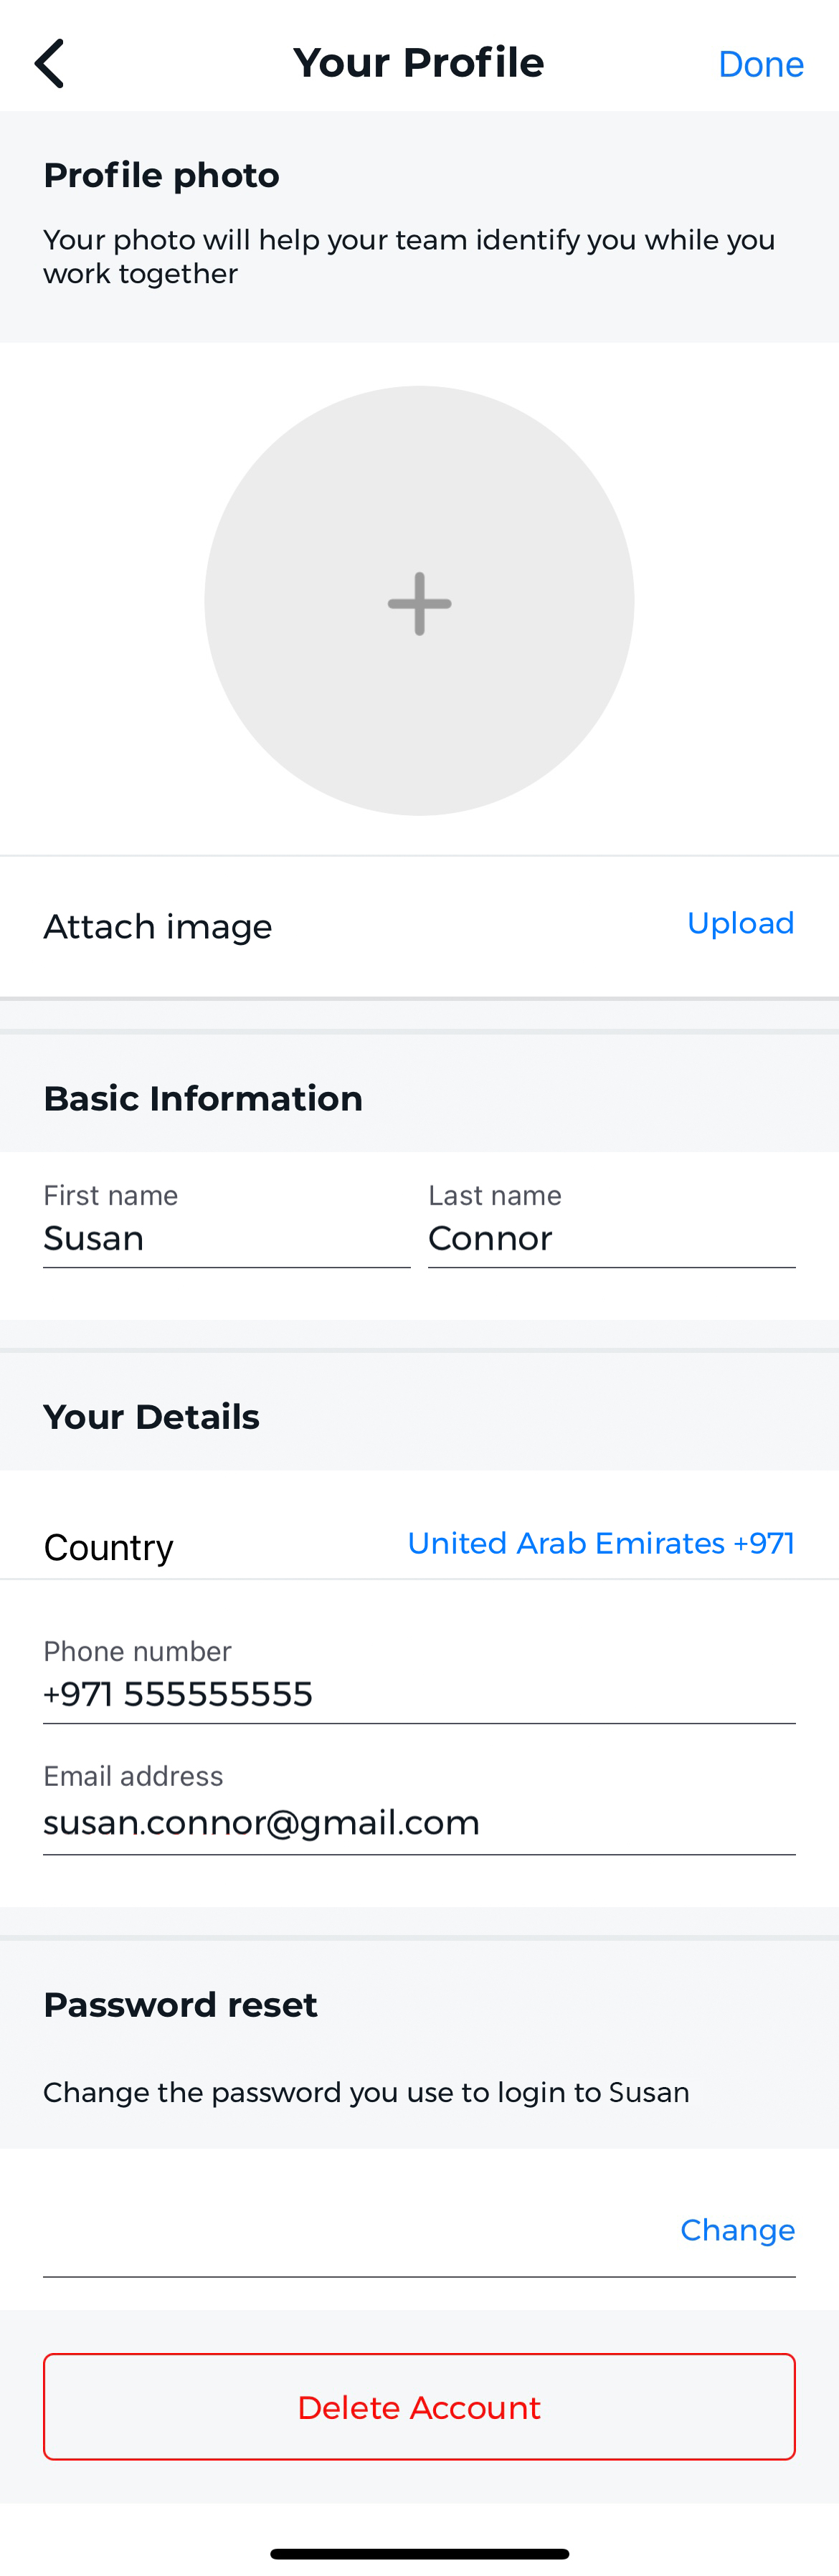 Your Profile
Done
Profile photo
Your photo will help your team identify you while you
work together
Attach image
Upload
Basic Information
First name
Last name
Susan
Connor
Your Details
Country
United Arab Emirates +971
Phone number
+971 555555555
Email address
susan.connor@gmail.com
Password reset
Change the password you use to login to Susan
Change
Delete Account